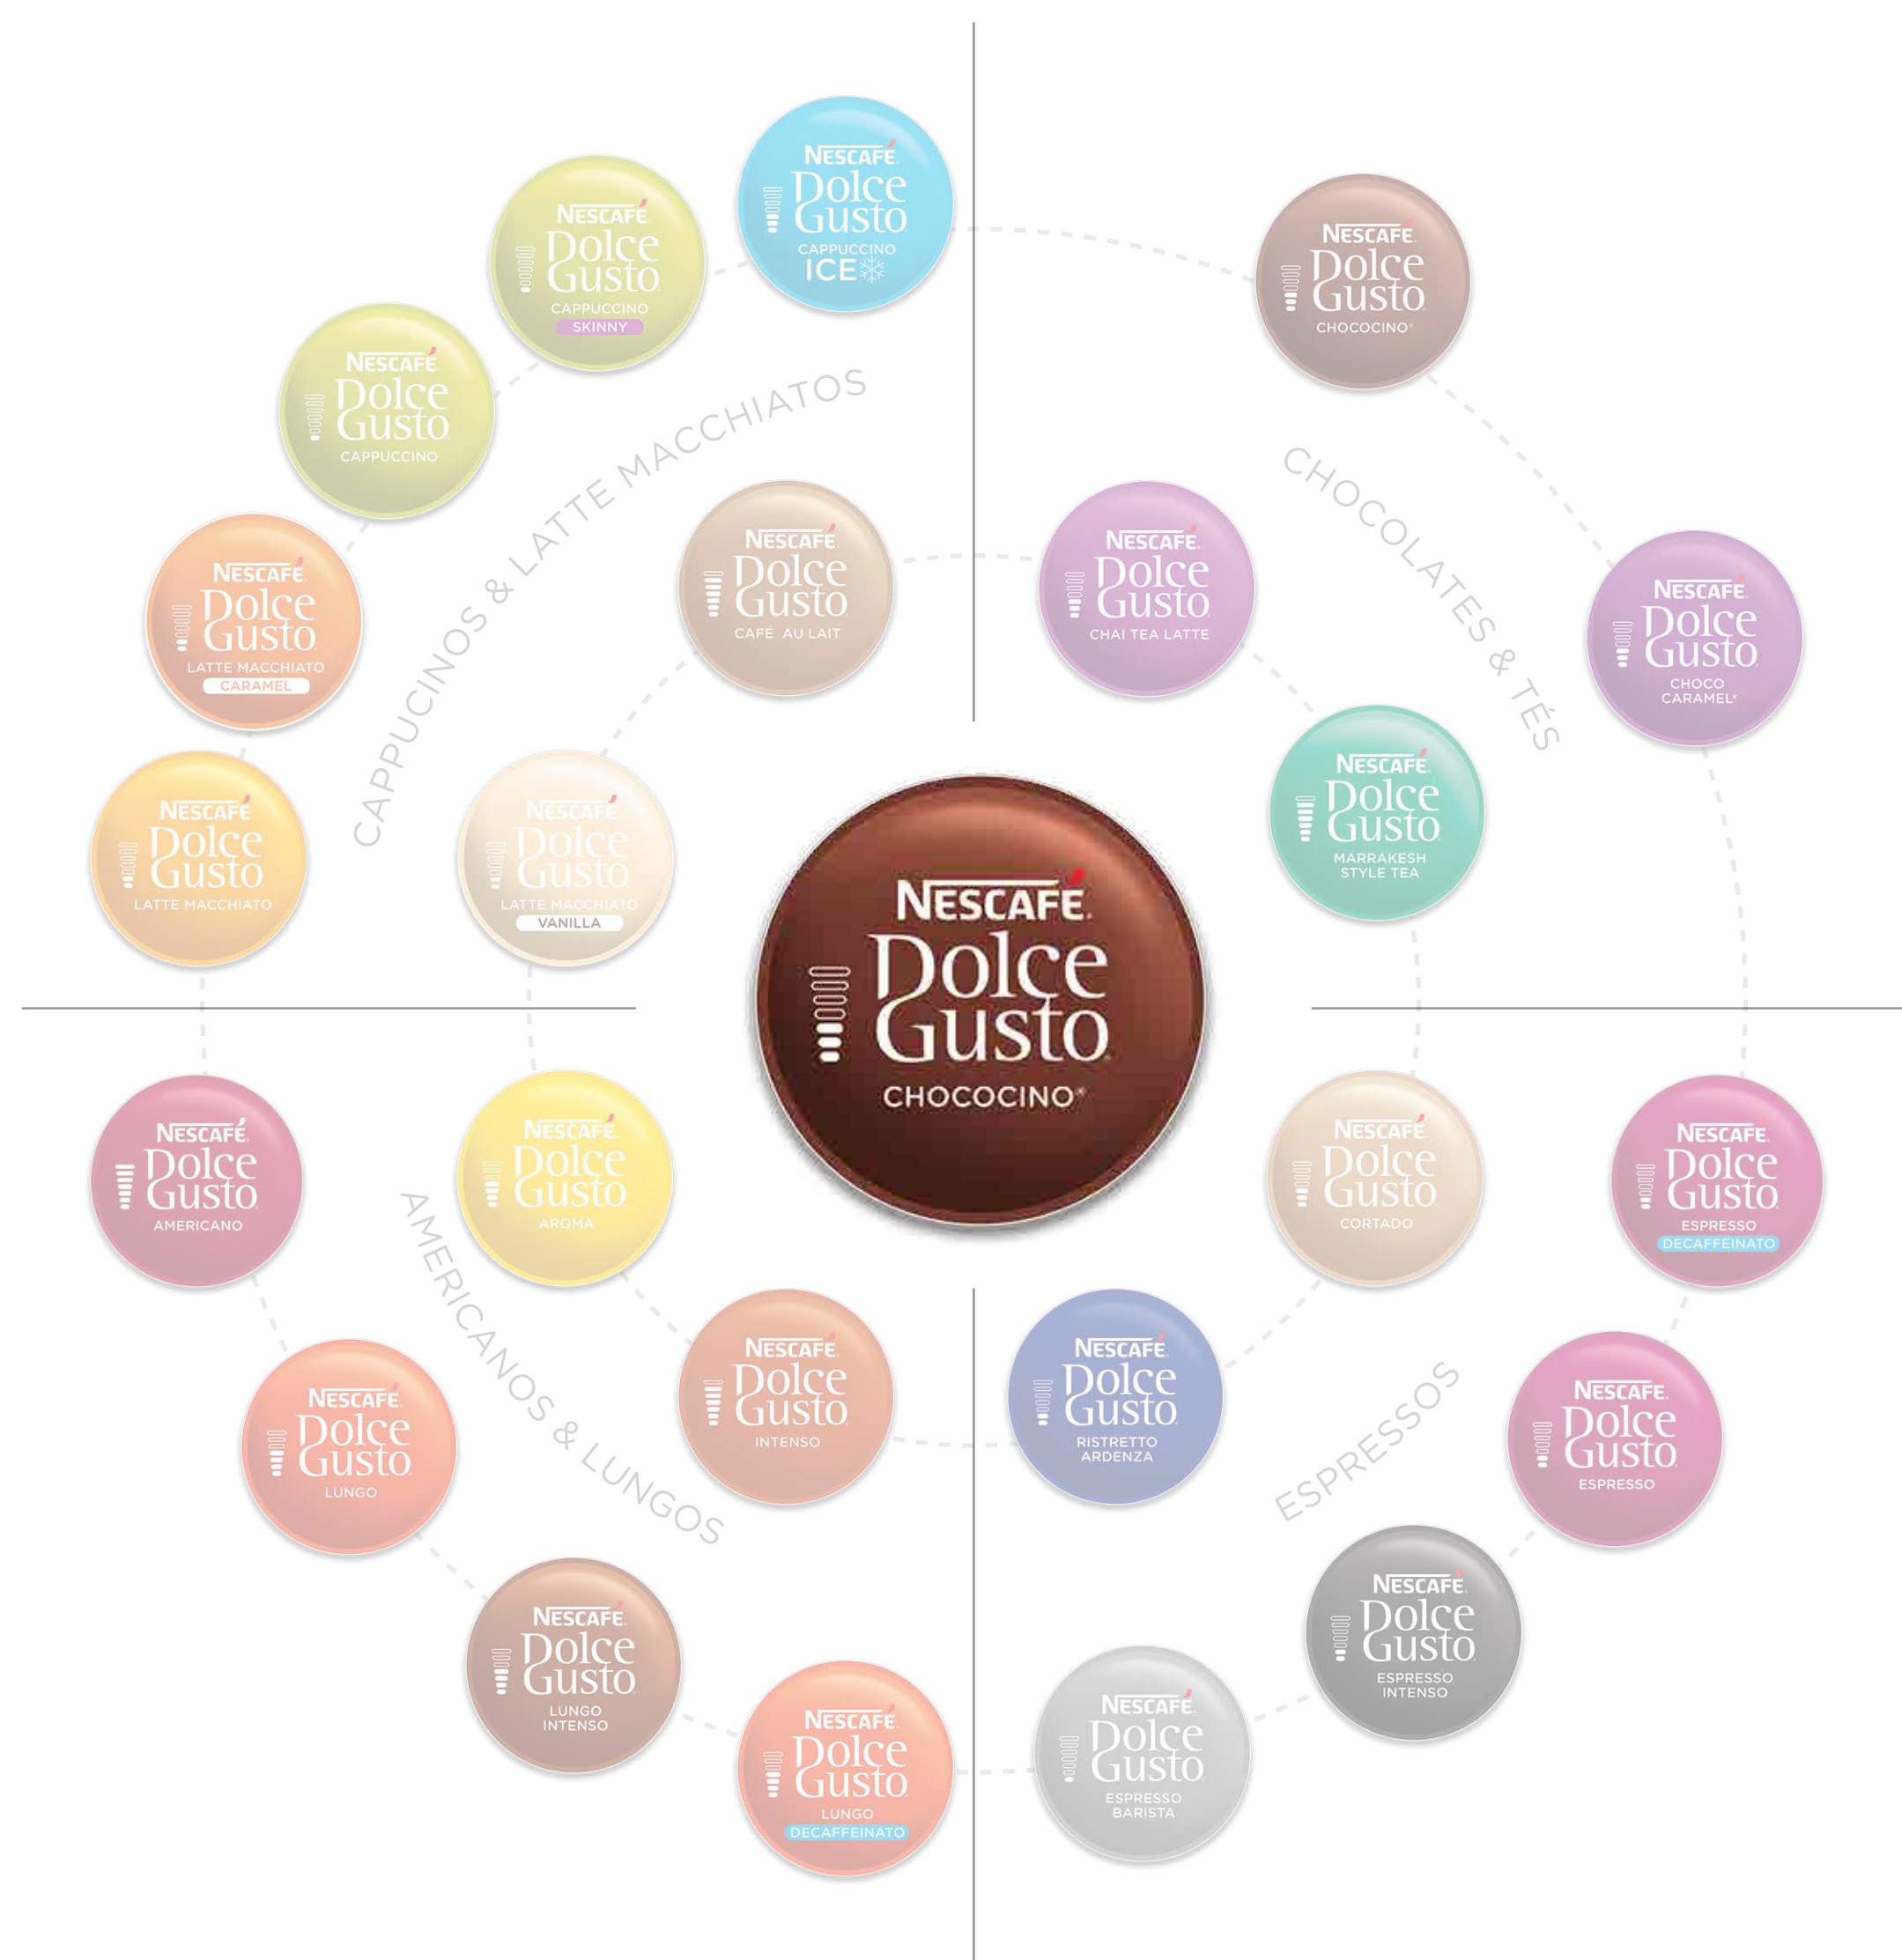 NESCAFÉ
Dolce
Gusto
CAPPUCCINO
ICE
NESCAFÉ
Dolce
Gusto
CAPPUCCINO
SKINNY
NESCAFÉ
Dolce
Gusto
CAPPUCCINO
NESCAFÉ
Dolce
Gusto
LATTE MACCHIATO
CARAMEL
NESCAFÉ
Dolce
Gusto
LATTE MACCHIATO
CAPPUCINOS & LATTE MACCHIATOS
NESCAFÉ
Dolce
Gusto
CAFÉ AU LAIT
NESCAFÉ
Dolce
Gusto
LATTE MACCHIATO
VANILLA
NESCAFÉ
Dolce
Gusto
CHOCOCINO®
NESCAFÉ
Dolce
Gusto
CHOCO
CARAMEL*
CHOCOLATES & TÉS
NESCAFÉ
Dolce
Gusto
CHAI TEA LATTE
NESCAFÉ
Dolce
Gusto
MARRAKESH
STYLE TEA
NESCAFÉ
Dolce
Gusto
CHOCOCINO®
NESCAFÉ
Dolce
Gusto
AMERICANO
NESCAFÉ
Dolce
Gusto
AROMA
NESCAFÉ
Dolce
Gusto
INTENSO
AMERICANOS & LUNGOS
NESCAFÉ
Dolce
Gusto
LUNGO
NESCAFÉ
Dolce
Gusto
LUNGO
INTENSO
NESCAFÉ
Dolce
Gusto
LUNGO
DECAFFEINATO
NESCAFÉ
Dolce
Gusto
CORTADO
NESCAFÉ
Dolce
Gusto
ESPRESSO
DECAFFEINATO
NESCAFÉ
Dolce
Gusto
RISTRETTO
ARDENZA
ESPRESSOS
NESCAFÉ
Dolce
Gusto
ESPRESSO
NESCAFÉ
Dolce
Gusto
ESPRESSO
INTENSO
NESCAFÉ
Dolce
Gusto
ESPRESSO
BARISTA